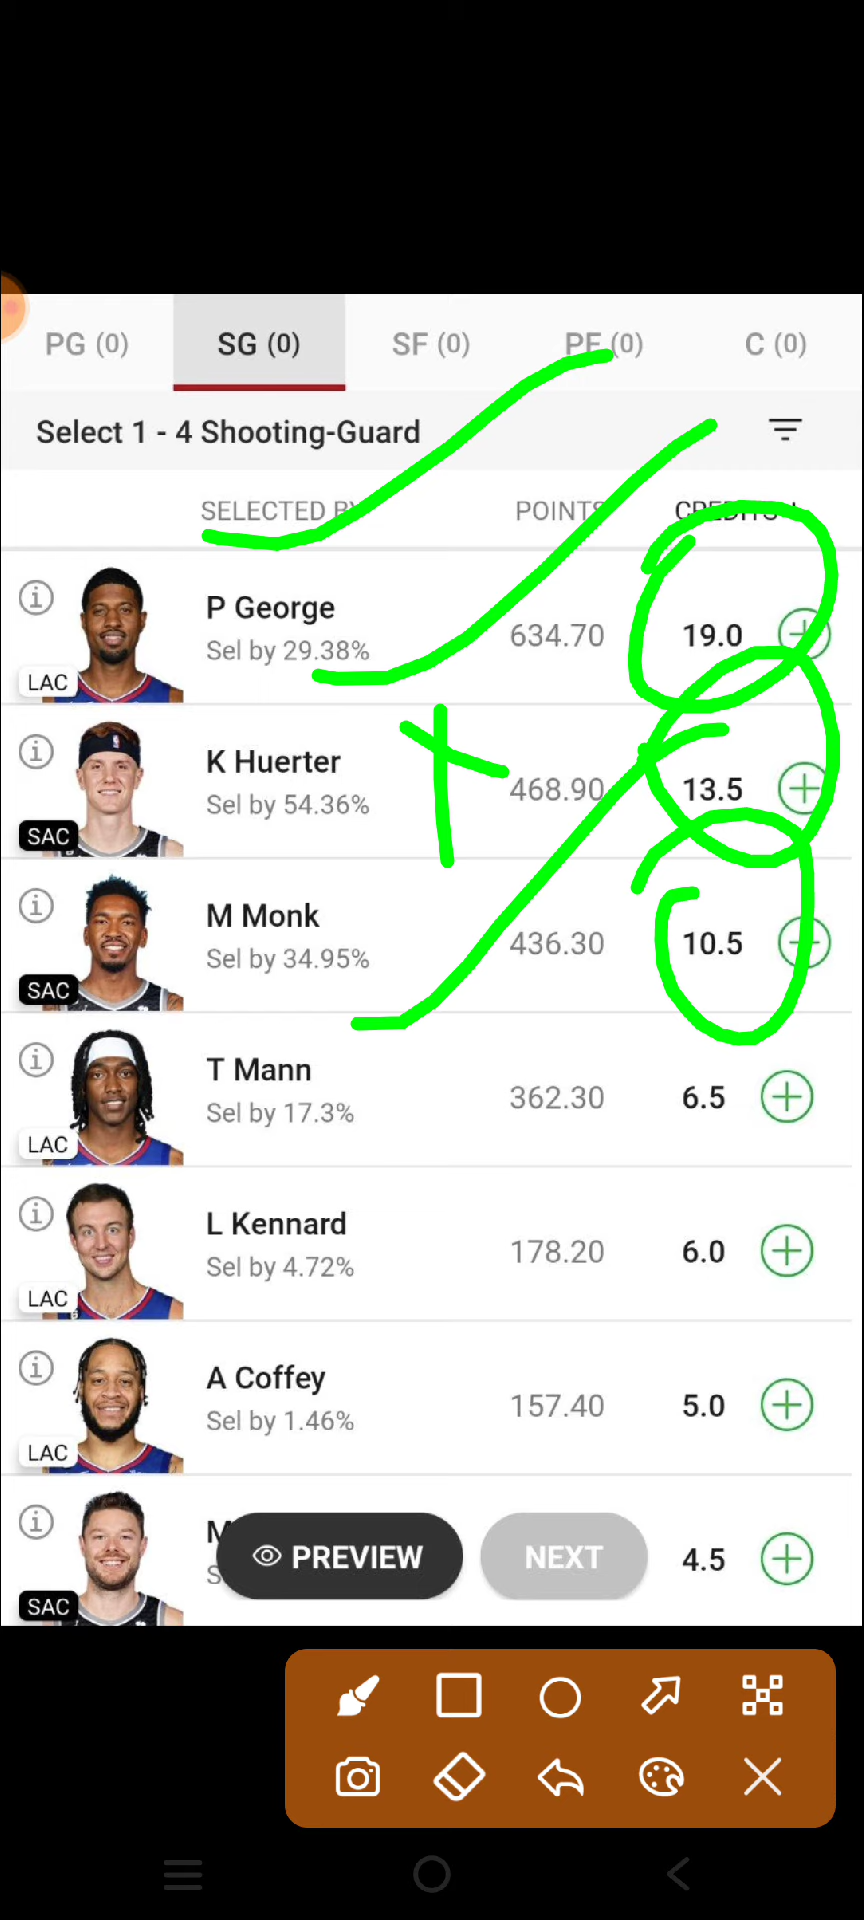 PG (0) SG (0) SF (0) PF (0) C (0)
Select 1 - 4 Shooting-Guard
SELECTED BY POINTS CREDITS
P George
Sel by 29.38% 634.70 19.0
LAC
K Huerter
Sel by 54.36% 468.90 13.5
SAC
M Monk
Sel by 34.95% 436.30 10.5
SAC
T Mann
Sel by 17.3% 362.30 6.5
LAC
L Kennard
Sel by 4.72% 178.20 6.0
LAC
A Coffey
Sel by 1.46% 157.40 5.0
LAC
PREVIEW NEXT 4.5
SAC